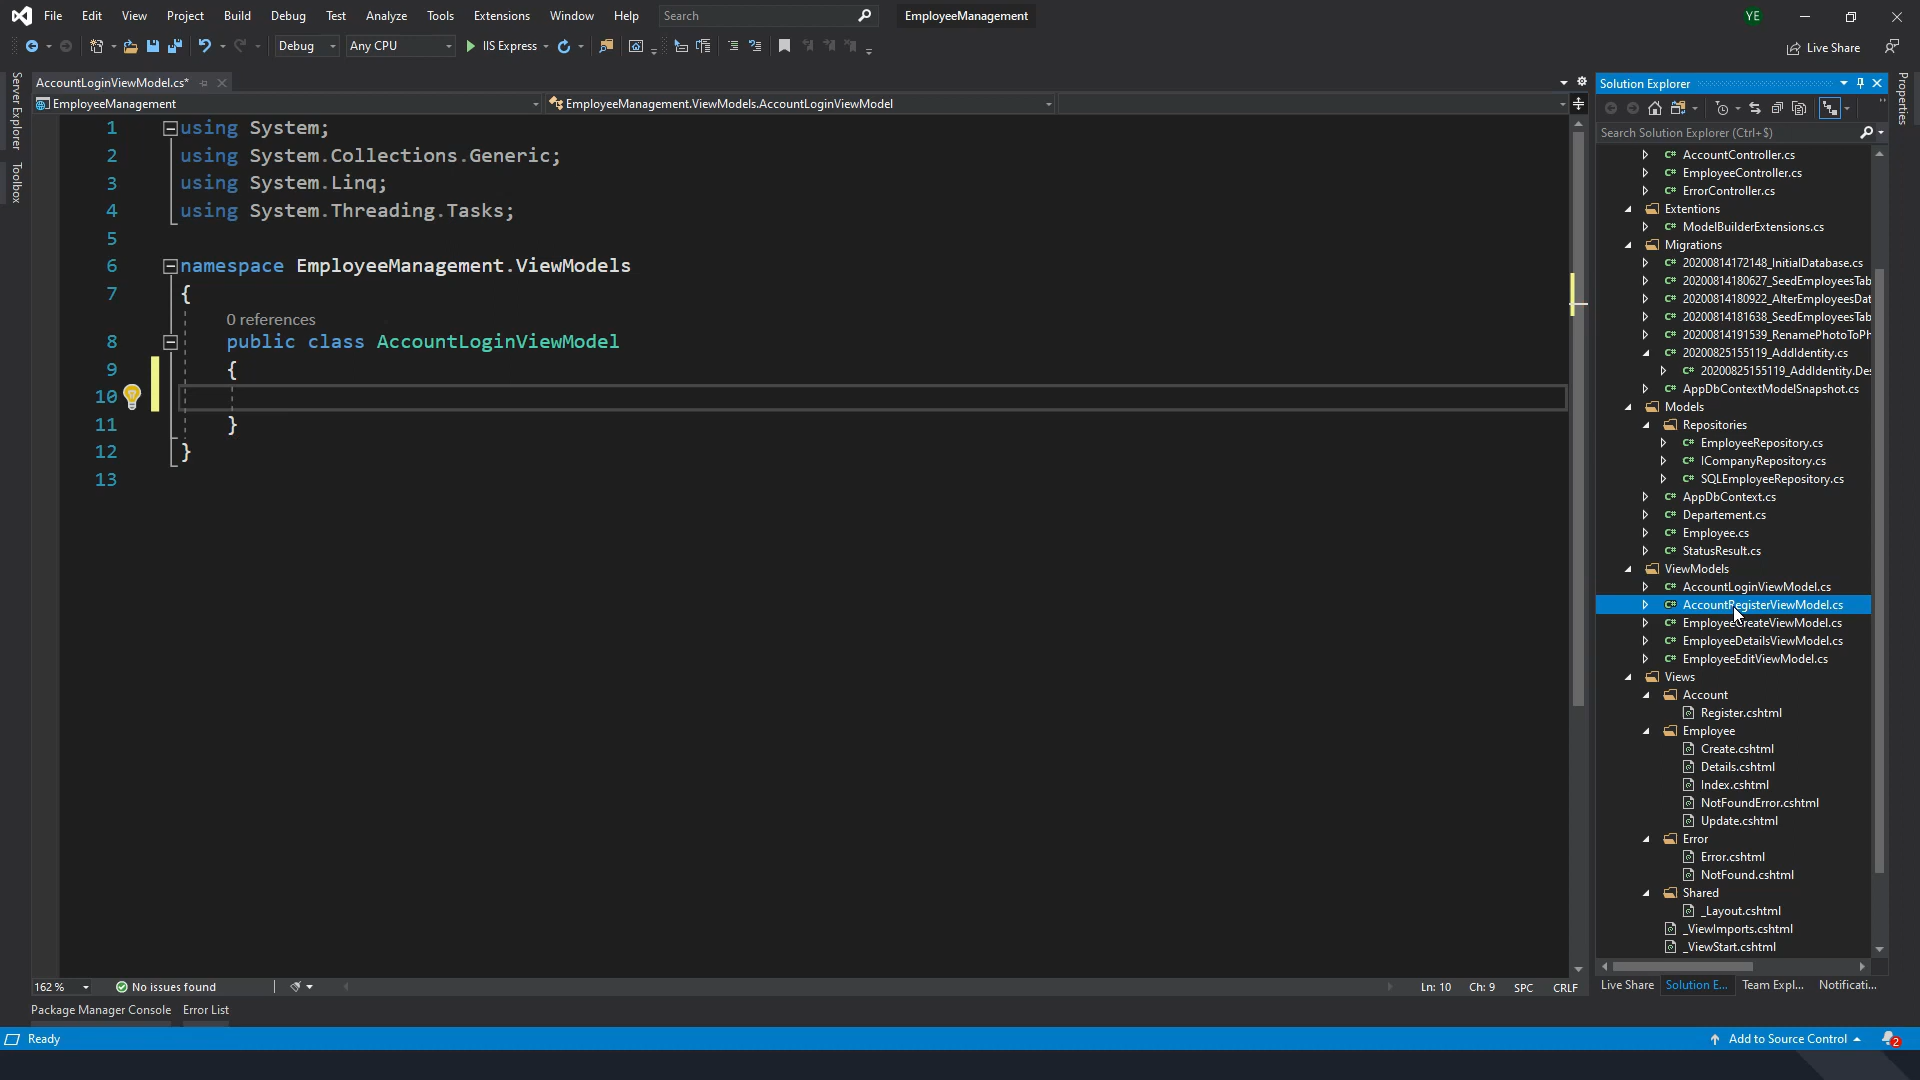 File Edit View Project Build Debug Test Analyze Tools Extensions Window Help Search EmployeeManagement YE
Debug Any CPU IIS Express Live Share
Server Explorer
Toolbox
AccountLoginViewModel.cs*
EmployeeManagement EmployeeManagement.ViewModels.AccountLoginViewModel
1 using System;
2 using System.Collections.Generic;
3 using System.Linq;
4 using System.Threading.Tasks;
5
6 namespace EmployeeManagement.ViewModels
7 {
0 references
8 public class AccountLoginViewModel
9 {
10
11 }
12 }
13
162 % No issues found Ln: 10 Ch: 9 SPC CRLF
Package Manager Console Error List
Ready Add to Source Control 2
Solution Explorer
Search Solution Explorer (Ctrl+$)
C# AccountController.cs
C# EmployeeController.cs
C# ErrorController.cs
Extentions
C# ModelBuilderExtensions.cs
Migrations
C# 20200814172148_InitialDatabase.cs
C# 20200814180627_SeedEmployeesTab
C# 20200814180922_AlterEmployeesDat
C# 20200814181638_SeedEmployeesTab
C# 20200814191539_RenamePhotoToPh
C# 20200825155119_AddIdentity.cs
C# 20200825155119_AddIdentity.De
C# AppDbContextModelSnapshot.cs
Models
Repositories
C# EmployeeRepository.cs
C# ICompanyRepository.cs
C# SQLEmployeeRepository.cs
C# AppDbContext.cs
C# Departement.cs
C# Employee.cs
C# StatusResult.cs
ViewModels
C# AccountLoginViewModel.cs
C# AccountRegisterViewModel.cs
C# EmployeeCreateViewModel.cs
C# EmployeeDetailsViewModel.cs
C# EmployeeEditViewModel.cs
Views
Account
Register.cshtml
Employee
Create.cshtml
Details.cshtml
Index.cshtml
NotFoundError.cshtml
Update.cshtml
Error
Error.cshtml
NotFound.cshtml
Shared
_Layout.cshtml
_ViewImports.cshtml
_ViewStart.cshtml
Live Share Solution E... Team Expl... Notificati...
Properties